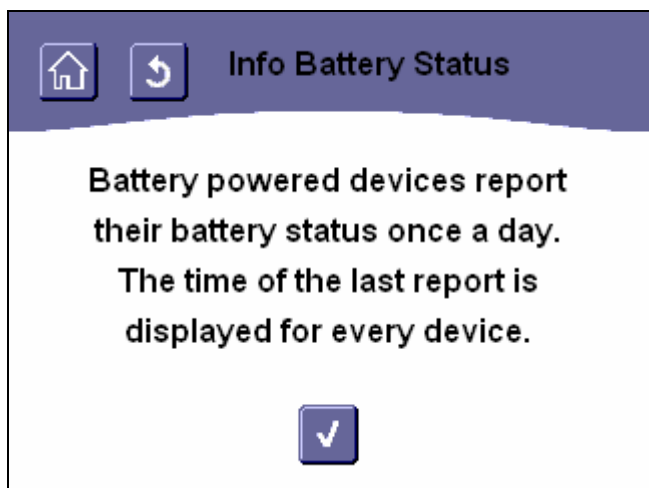 Info Battery Status
Battery powered devices report
their battery status once a day.
The time of the last report is
displayed for every device.